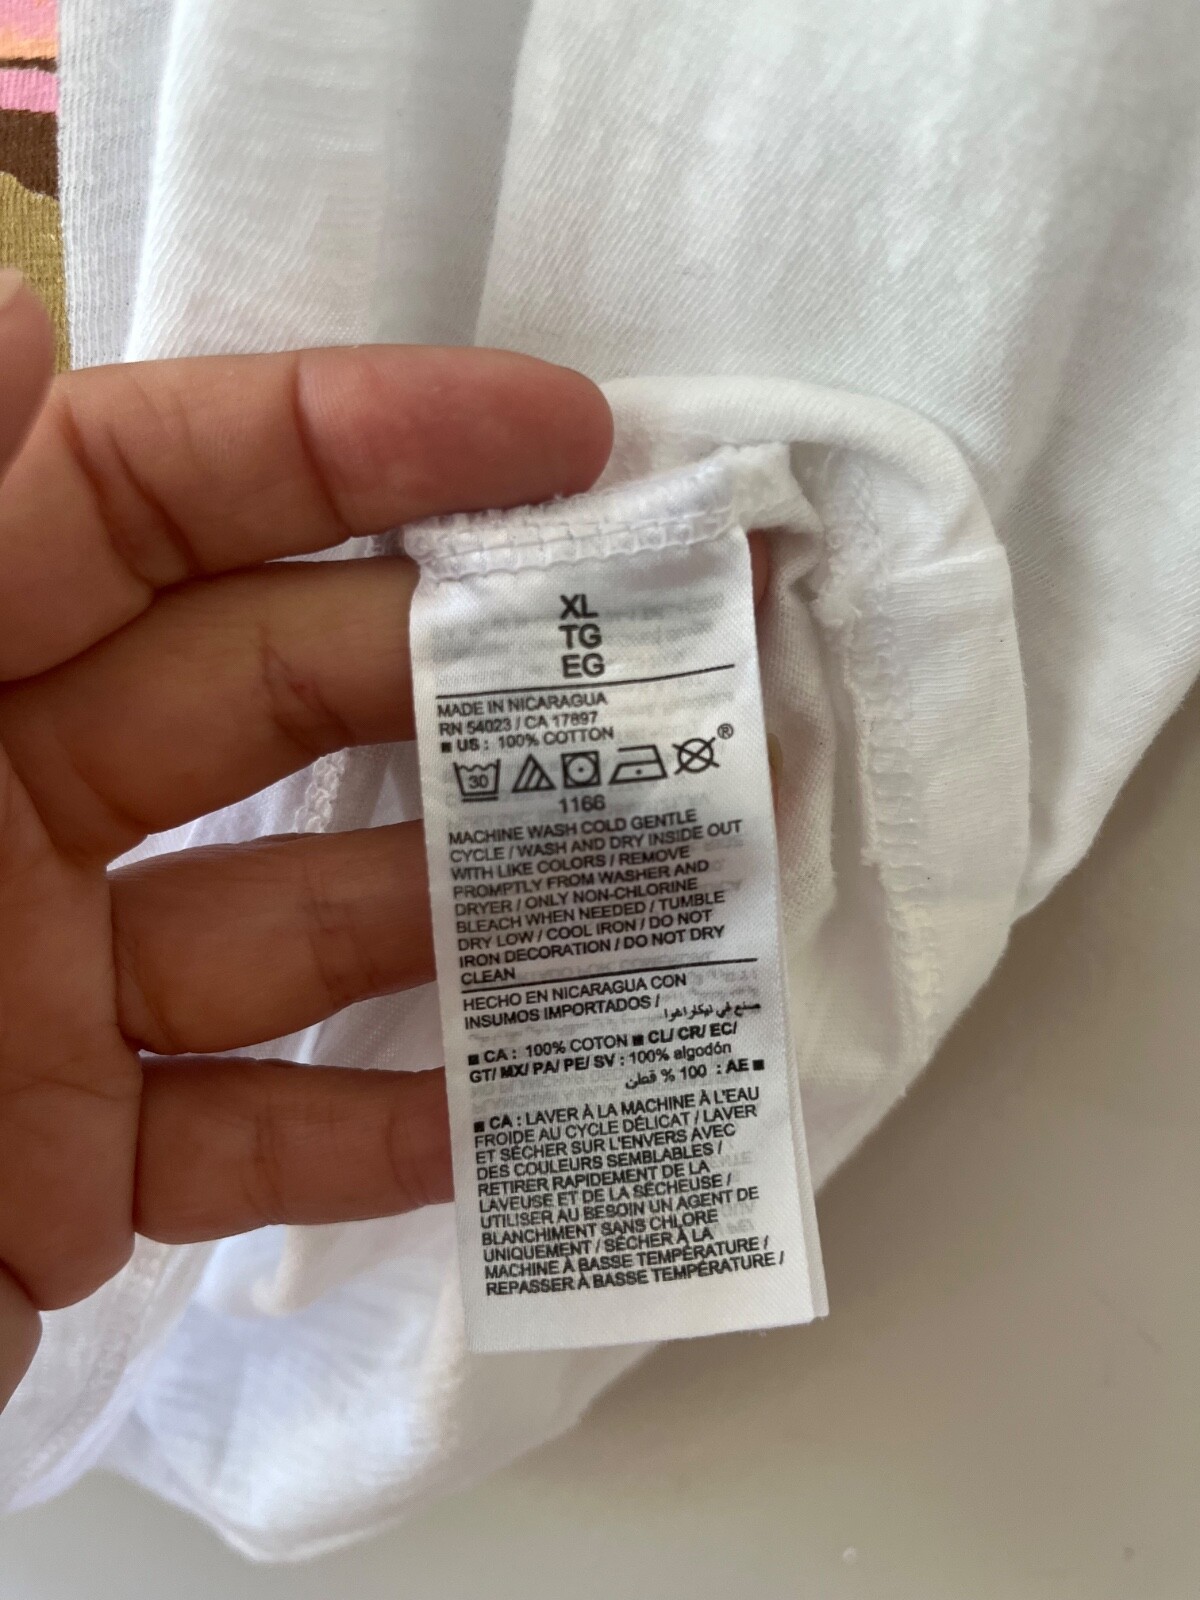 XL
TG
EG
MADE IN NICARAGUA
RN 54023 / CA 17897
■ US : 100% COTTON
30
®
1166
MACHINE WASH COLD GENTLE
CYCLE / WASH AND DRY INSIDE OUT
WITH LIKE COLORS / REMOVE
PROMPTLY FROM WASHER AND
DRYER / ONLY NON-CHLORINE
BLEACH WHEN NEEDED / TUMBLE
DRY LOW / COOL IRON / DO NOT
IRON DECORATION / DO NOT DRY
CLEAN
HECHO EN NICARAGUA CON
INSUMOS IMPORTADOS /
صنع في نيكاراغوا
■ CA : 100% COTON ■ CL/ CR/ EC/
GT/ MX/ PA/ PE/ SV : 100% algodón
■ AE : 100 % قطن
■ CA : LAVER À LA MACHINE À L'EAU
FROIDE AU CYCLE DÉLICAT / LAVER
ET SÉCHER SUR L'ENVERS AVEC
DES COULEURS SEMBLABLES /
RETIRER RAPIDEMENT DE LA
LAVEUSE ET DE LA SÉCHEUSE /
UTILISER AU BESOIN UN AGENT DE
BLANCHIMENT SANS CHLORE
UNIQUEMENT / SÉCHER À LA
MACHINE À BASSE TEMPÉRATURE /
REPASSER À BASSE TEMPÉRATURE /